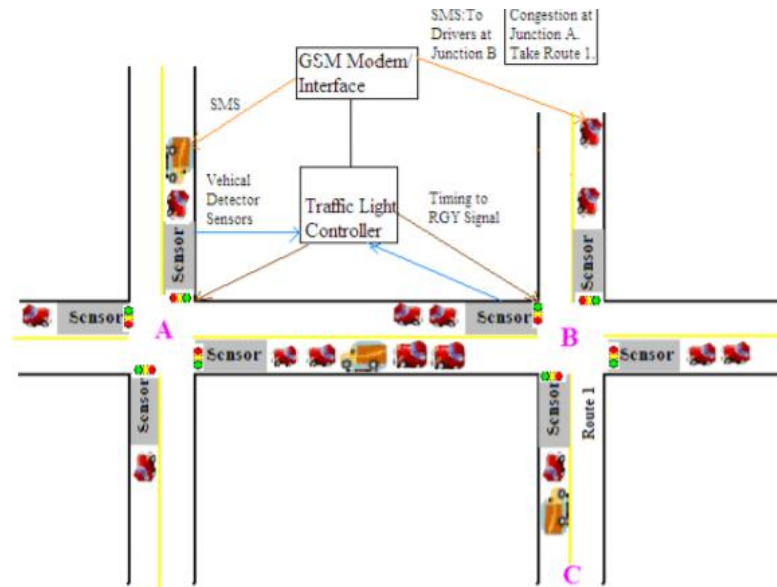 SMS:To
Drivers at
Junction B
Congestion at
Junction A.
Take Route 1.
GSM Modem/
Interface
SMS
Vehical
Detector
Sensors
Traffic Light
Controller
Timing to
RGY Signal
Sensor
Sensor
Sensor
A
Sensor
B
Sensor
Sensor
Sensor
Sensor
Route 1
C